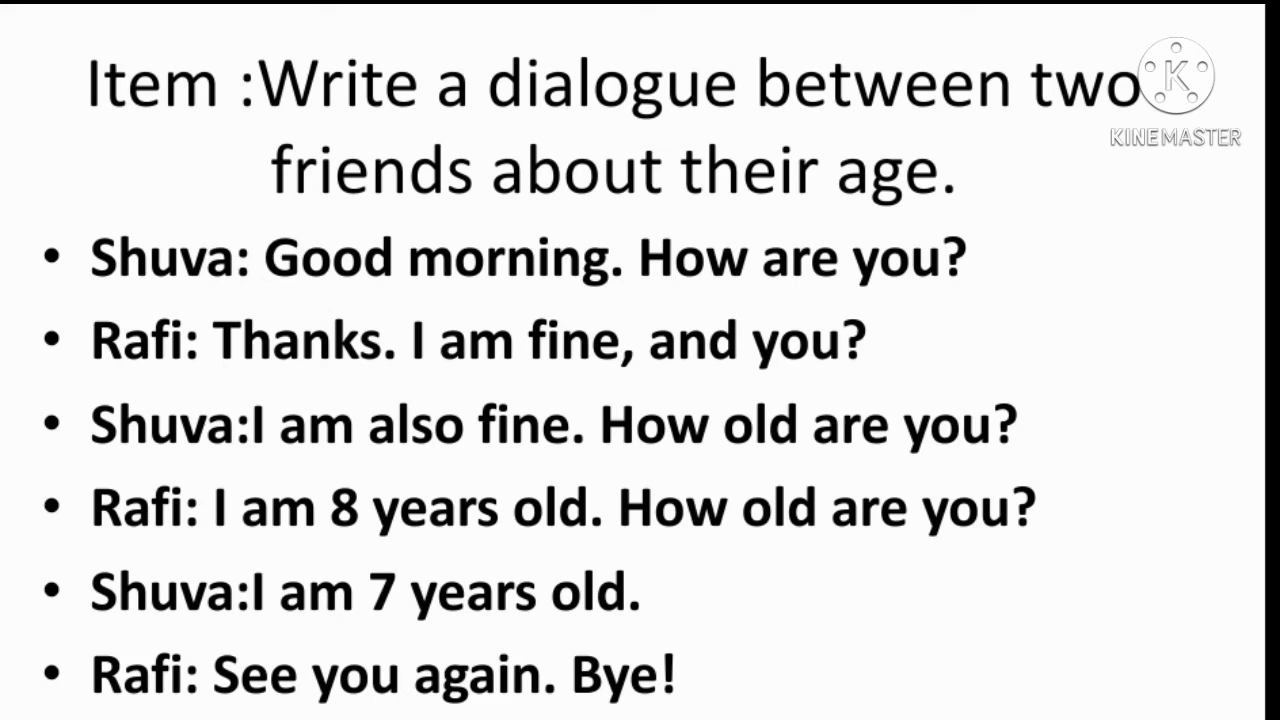 Item :Write a dialogue between two
friends about their age.
K
KINEMASTER
• Shuva: Good morning. How are you?
• Rafi: Thanks. I am fine, and you?
• Shuva:I am also fine. How old are you?
• Rafi: I am 8 years old. How old are you?
• Shuva:I am 7 years old.
• Rafi: See you again. Bye!